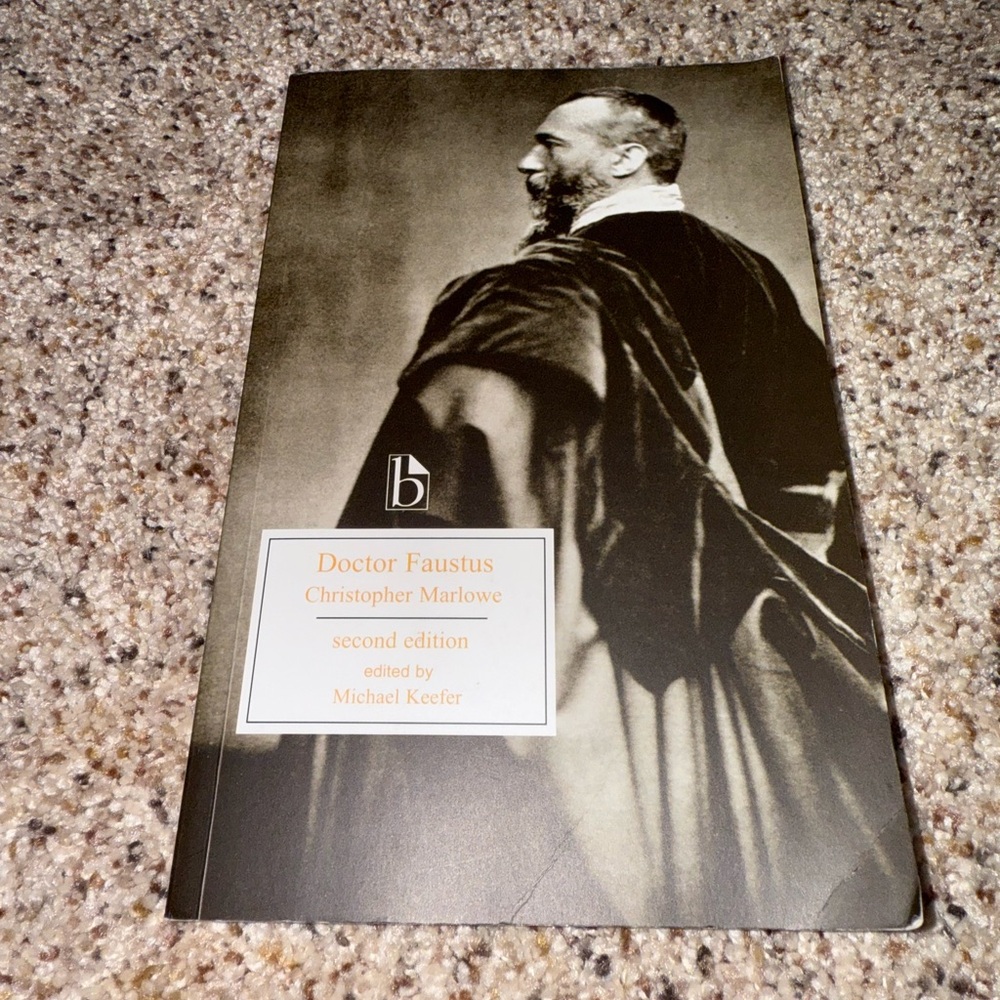 b
Doctor Faustus
Christopher Marlowe
second edition
edited by
Michael Keefer